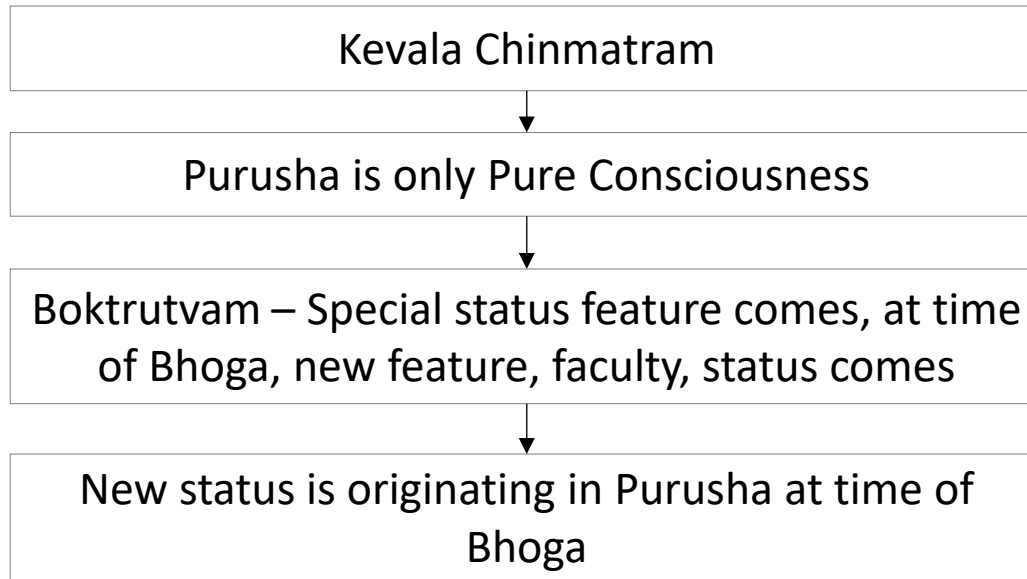 Kevala Chinmatram
Purusha is only Pure Consciousness
Boktrutvam – Special status feature comes, at time
of Bhoga, new feature, faculty, status comes
New status is originating in Purusha at time of
Bhoga